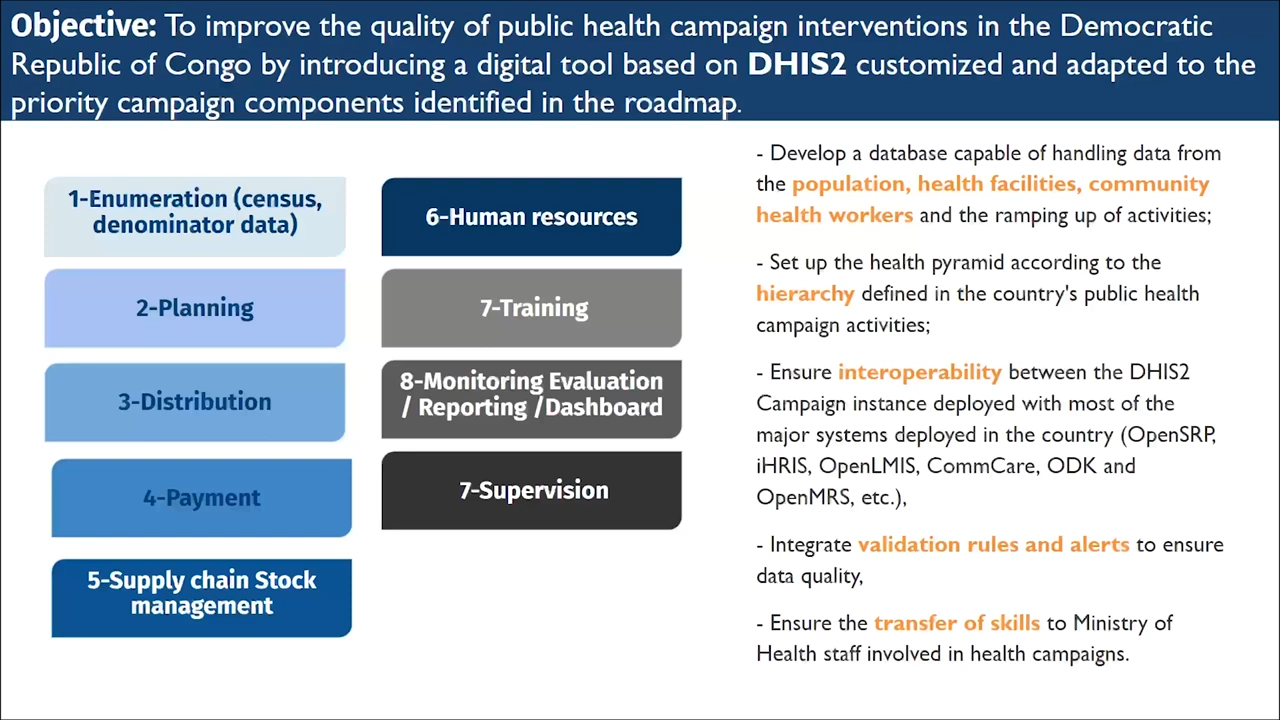 Objective: To improve the quality of public health campaign interventions in the Democratic
Republic of Congo by introducing a digital tool based on DHIS2 customized and adapted to the
priority campaign components identified in the roadmap.
1-Enumeration (census,
denominator data)
2-Planning
3-Distribution
4-Payment
5-Supply chain Stock
management
6-Human resources
7-Training
8-Monitoring Evaluation
/ Reporting /Dashboard
7-Supervision
- Develop a database capable of handling data from
the population, health facilities, community
health workers and the ramping up of activities;
- Set up the health pyramid according to the
hierarchy defined in the country's public health
campaign activities;
- Ensure interoperability between the DHIS2
Campaign instance deployed with most of the
major systems deployed in the country (OpenSRP,
iHRIS, OpenLMIS, CommCare, ODK and
OpenMRS, etc.),
- Integrate validation rules and alerts to ensure
data quality,
- Ensure the transfer of skills to Ministry of
Health staff involved in health campaigns.